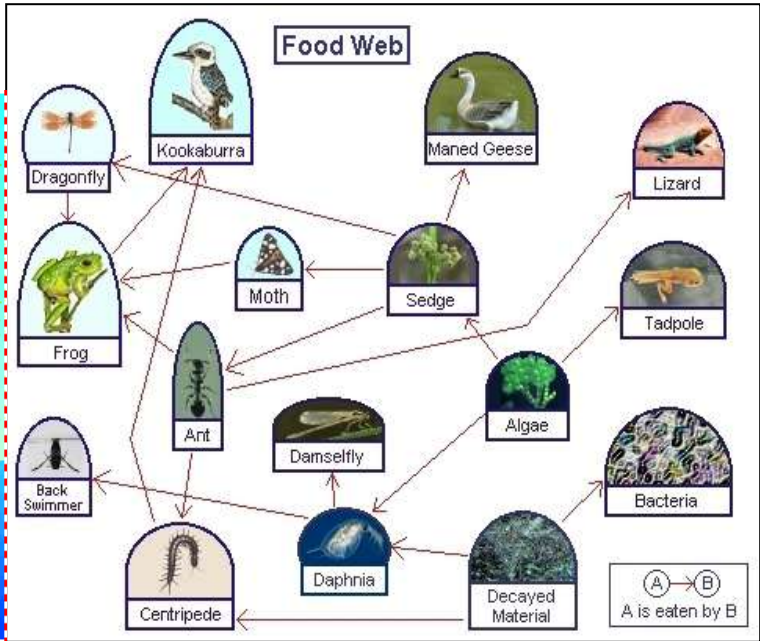 Food Web
Kookaburra
Maned Geese
Dragonfly
Lizard
Moth
Sedge
Tadpole
Frog
Ant
Algae
Damselfly
Back
Swimmer
Bacteria
Daphnia
Decayed
Material
Centripede
A
B
A is eaten by B